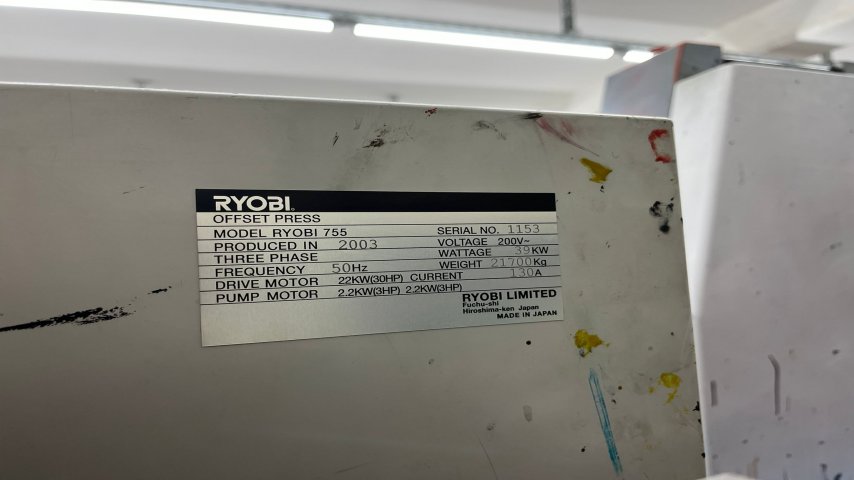 RYOBI
OFFSET PRESS
MODEL RYOBI 755 SERIAL NO. 1153
PRODUCED IN 2003 VOLTAGE 200V~
THREE PHASE WATTAGE 39KW
FREQUENCY 50Hz WEIGHT 21700Kg
DRIVE MOTOR 22KW(30HP) CURRENT 130A
PUMP MOTOR 2.2KW(3HP) 2.2KW(3HP)
RYOBI LIMITED
Fuchu-shi
Hiroshima-ken Japan
MADE IN JAPAN